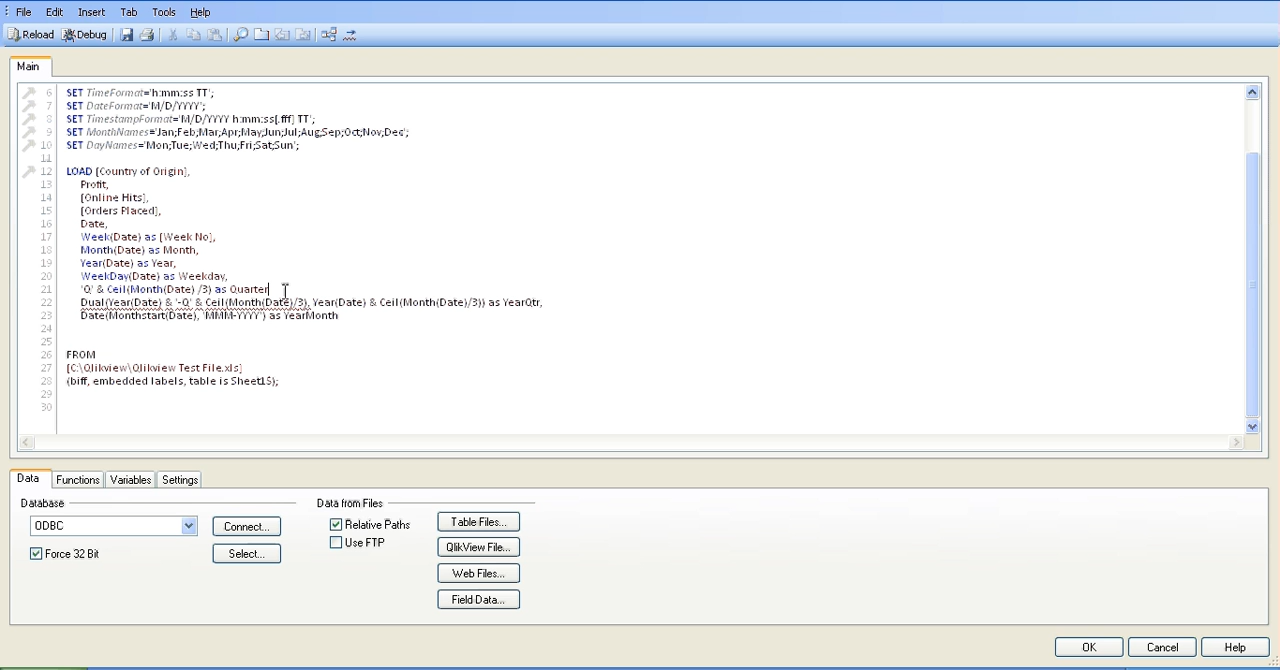 File Edit Insert Tab Tools Help
Reload Debug
Main
6 SET TimeFormat='h:mm:ss TT';
7 SET DateFormat='M/D/YYYY';
8 SET TimestampFormat='M/D/YYYY h:mm:ss[.fff] TT';
9 SET MonthNames='Jan;Feb;Mar;Apr;May;Jun;Jul;Aug;Sep;Oct;Nov;Dec';
10 SET DayNames='Mon;Tue;Wed;Thu;Fri;Sat;Sun';
11
12 LOAD [Country of Origin],
13 Profit,
14 [Online Hits],
15 [Orders Placed],
16 Date,
17 Week(Date) as [Week No],
18 Month(Date) as Month,
19 Year(Date) as Year,
20 WeekDay(Date) as Weekday,
21 'Q' & Ceil(Month(Date) /3) as Quarter
22 Dual(Year(Date) & '-Q' & Ceil(Month(Date)/3), Year(Date) & Ceil(Month(Date)/3)) as YearQtr,
23 Date(Monthstart(Date), 'MMM-YYYY') as YearMonth
24
25
26 FROM
27 [C:\Qlikview\Qlikview Test File.xls]
28 (biff, embedded labels, table is Sheet1$);
29
30
Data Functions Variables Settings
Database Data from Files
ODBC Connect... Relative Paths Table Files...
Force 32 Bit Select... Use FTP QlikView File...
Web Files...
Field Data...
OK Cancel Help